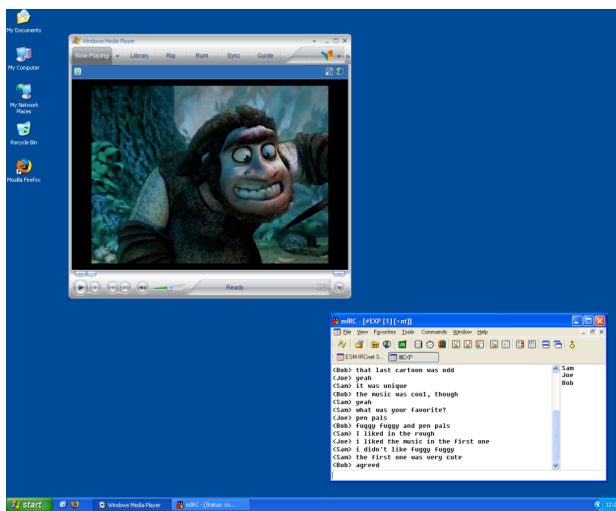 My Documents
My Computer
My Network
Places
Recycle Bin
Mozilla Firefox
Windows Media Player
Now Playing
Library
Rip
Burn
Sync
Guide
Ready
mIRC - [#EXP [1] [+nt]]
File View Favorites Tools Commands Window Help
ESM-IRCnet S...
#EXP
<Bob> that last cartoon was odd
<Joe> yeah
<Sam> it was unique
<Bob> the music was cool, though
<Sam> yeah
<Sam> what was your favorite?
<Joe> pen pals
<Bob> fuggy fuggy and pen pals
<Sam> I liked in the rough
<Joe> i liked the music in the first one
<Sam> i didn't like fuggy fuggy
<Sam> the first one was very cute
<Bob> agreed
Sam
Joe
Bob
start
Windows Media Player
mIRC - [Status: co...